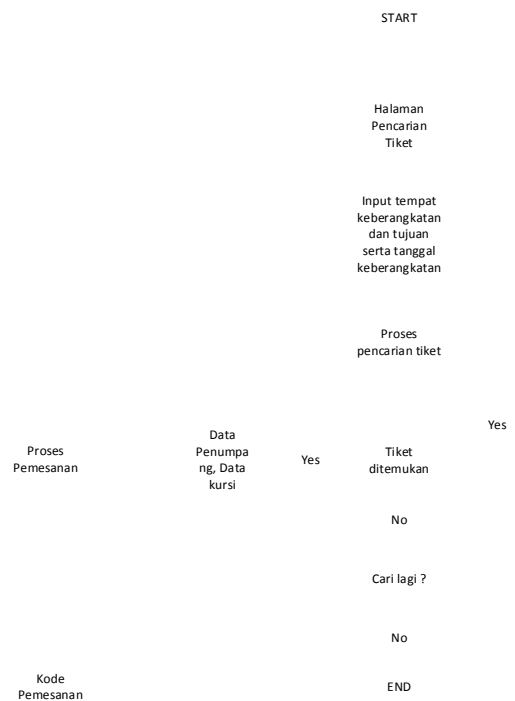 START
Halaman
Pencarian
Tiket
Input tempat
keberangkatan
dan tujuan
serta tanggal
keberangkatan
Proses
pencarian tiket
Yes
Tiket
ditemukan
Yes
Data
Penumpa
ng, Data
kursi
Proses
Pemesanan
No
Cari lagi ?
No
Kode
Pemesanan
END